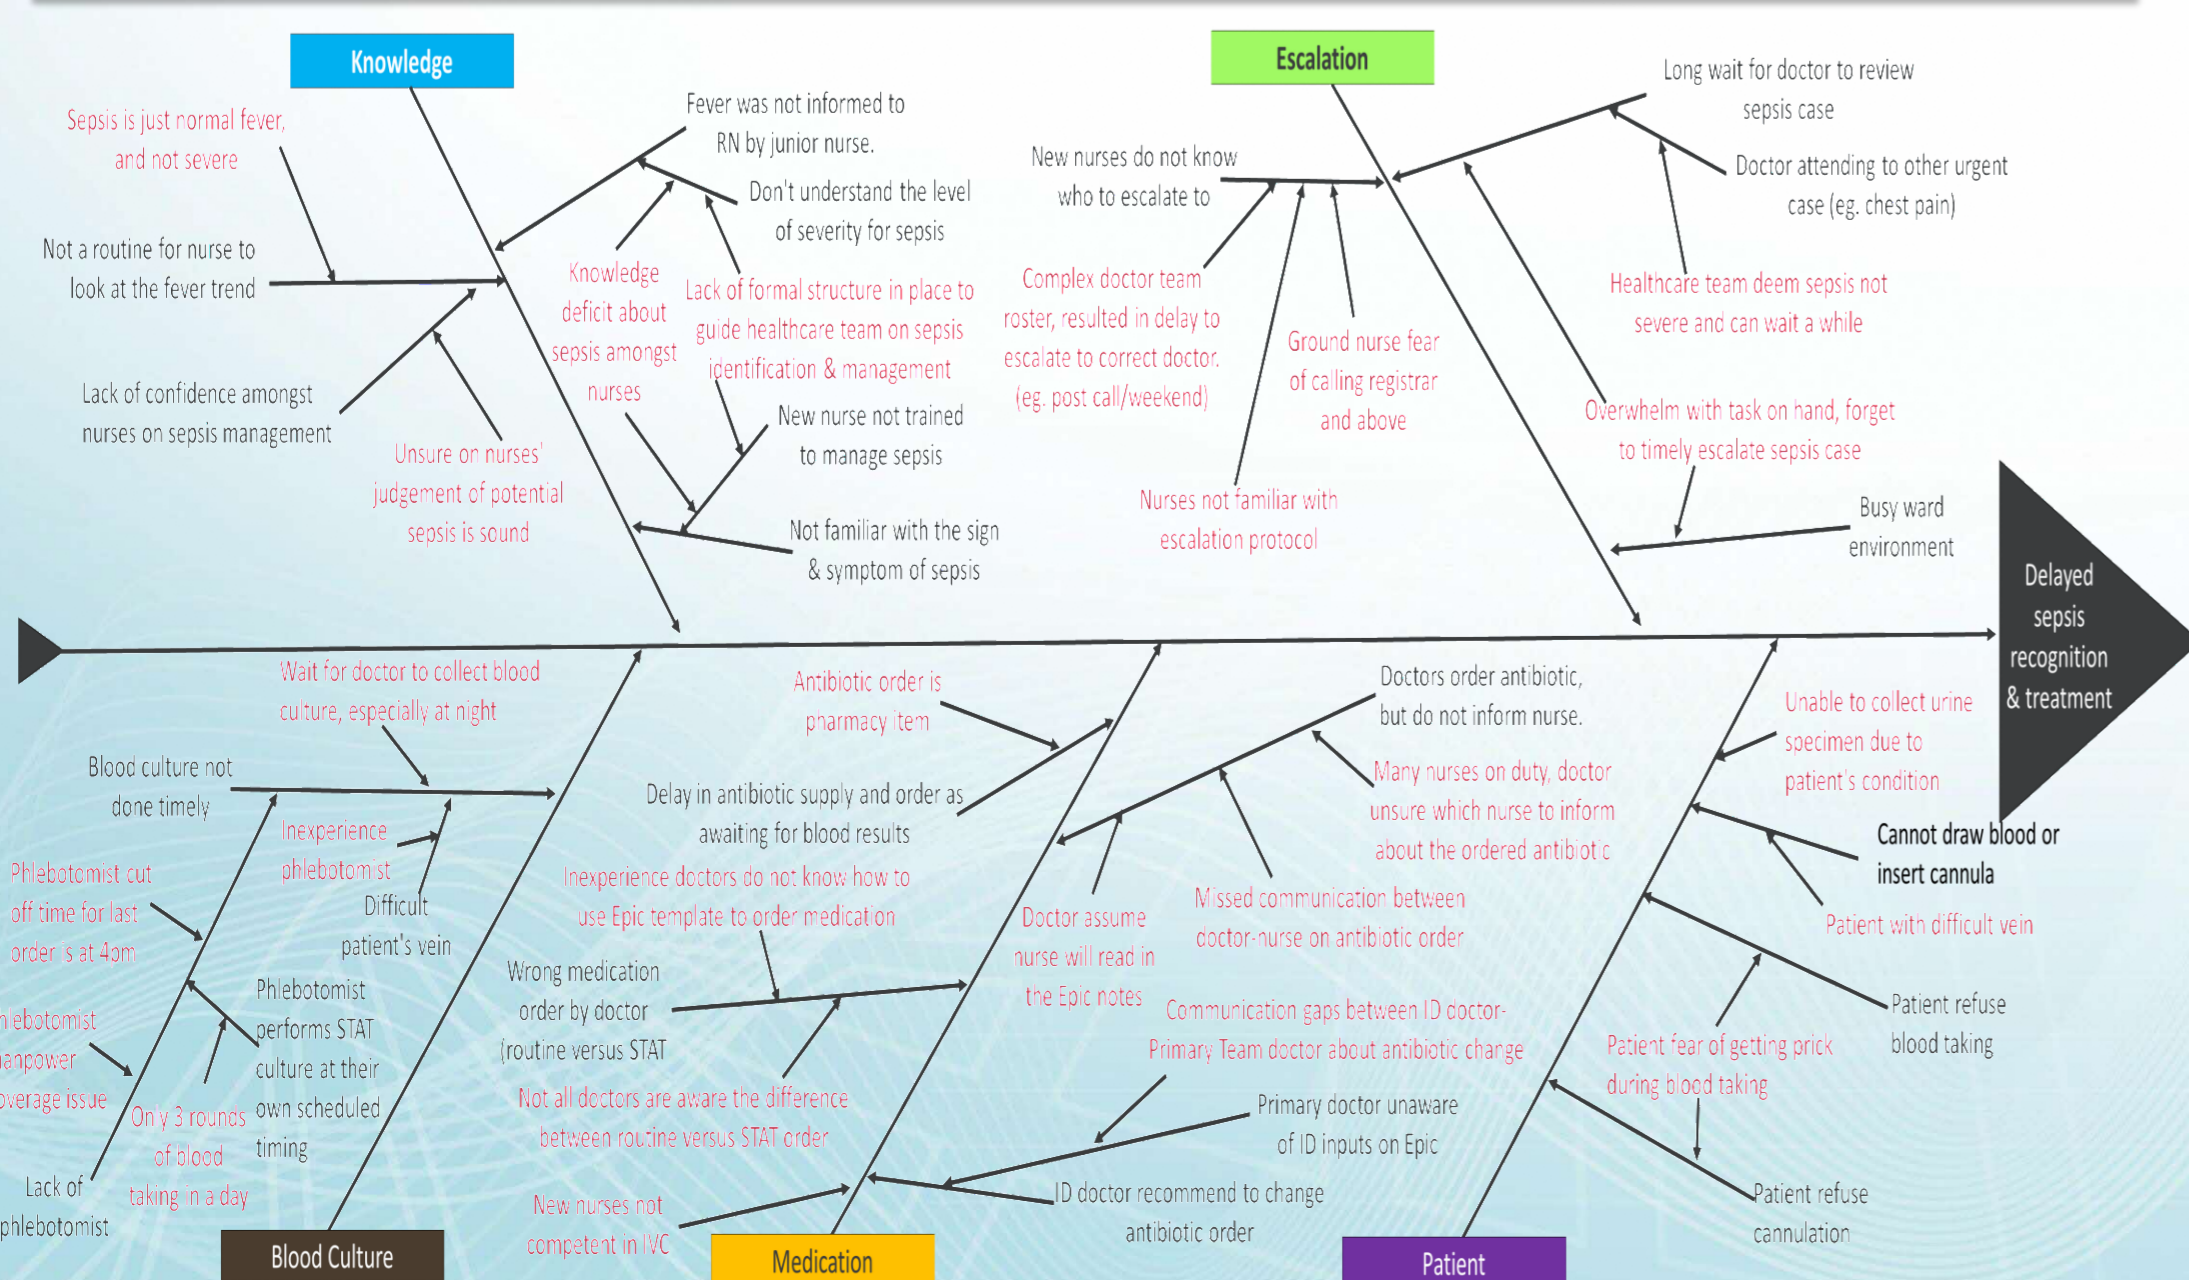 Knowledge
Sepsis is just normal fever,
and not severe
Not a routine for nurse to
look at the fever trend
Lack of confidence amongst
nurses on sepsis management
Unsure on nurses'
judgement of potential
sepsis is sound
Fever was not informed to
RN by junior nurse.
Don't understand the level
of severity for sepsis
Knowledge
deficit about
sepsis amongst
nurses
Lack of formal structure in place to
guide healthcare team on sepsis
identification & management
New nurse not trained
to manage sepsis
Not familiar with the sign
& symptom of sepsis
Escalation
New nurses do not know
who to escalate to
Complex doctor team
roster, resulted in delay to
escalate to correct doctor.
(eg. post call/weekend)
Nurses not familiar with
escalation protocol
Ground nurse fear
of calling registrar
and above
Long wait for doctor to review
sepsis case
Doctor attending to other urgent
case (eg. chest pain)
Healthcare team deem sepsis not
severe and can wait a while
Overwhelm with task on hand, forget
to timely escalate sepsis case
Busy ward
environment
Delayed
sepsis
recognition
& treatment
Wait for doctor to collect blood
culture, especially at night
Blood culture not
done timely
Inexperience
phlebotomist
Difficult
patient's vein
Phlebotomist cut
off time for last
order is at 4pm
hlebotomist
anpower
overage issue
Phlebotomist
performs STAT
culture at their
own scheduled
timing
Only 3 rounds
of blood
taking in a day
Lack of
phlebotomist
Blood Culture
Antibiotic order is
pharmacy item
Delay in antibiotic supply and order as
awaiting for blood results
Inexperience doctors do not know how to
use Epic template to order medication
Wrong medication
order by doctor
(routine versus STAT
Not all doctors are aware the difference
between routine versus STAT order
New nurses not
competent in IVC
Doctors order antibiotic,
but do not inform nurse.
Many nurses on duty, doctor
unsure which nurse to inform
about the ordered antibiotic
Missed communication between
doctor-nurse on antibiotic order
Doctor assume
nurse will read in
the Epic notes
Communication gaps between ID doctor-
Primary Team doctor about antibiotic change
Primary doctor unaware
of ID inputs on Epic
ID doctor recommend to change
antibiotic order
Medication
Unable to collect urine
specimen due to
patient's condition
Cannot draw blood or
insert cannula
Patient with difficult vein
Patient refuse
blood taking
Patient fear of getting prick
during blood taking
Patient refuse
cannulation
Patient